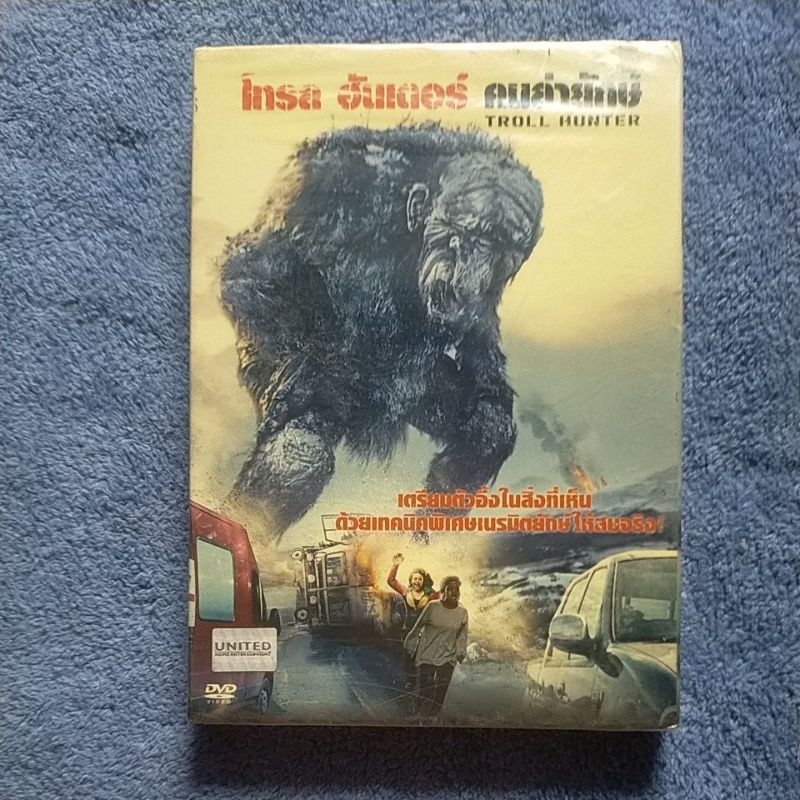 โทรล ฮันเตอร์ คนล่ายักษ์
TROLL HUNTER
เตรียมตัวอึ้งในสิ่งที่เห็น
ด้วยเทคนิคพิเศษเนรมิตยักษ์ ให้สมจริง!
UNITED
HOME ENTERTAINMENT
DVD
VIDEO